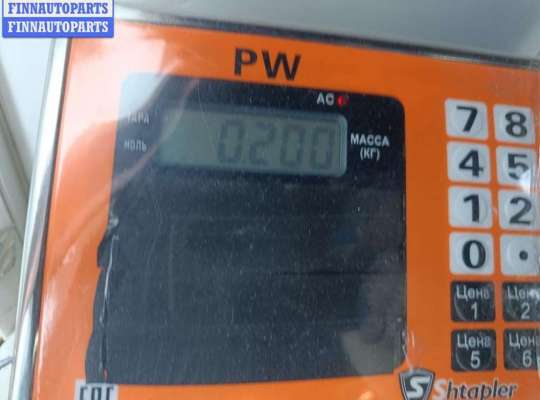 FINNAUTOPARTS
FINNAUTOPARTS
PW
AC
ТАРА
НОЛЬ
0.200
МАССА
(КГ)
7 8
4 5
1 2
0 .
Цена 1
Цена 2
Цена 5
Цена 6
EAC
S Shtapler